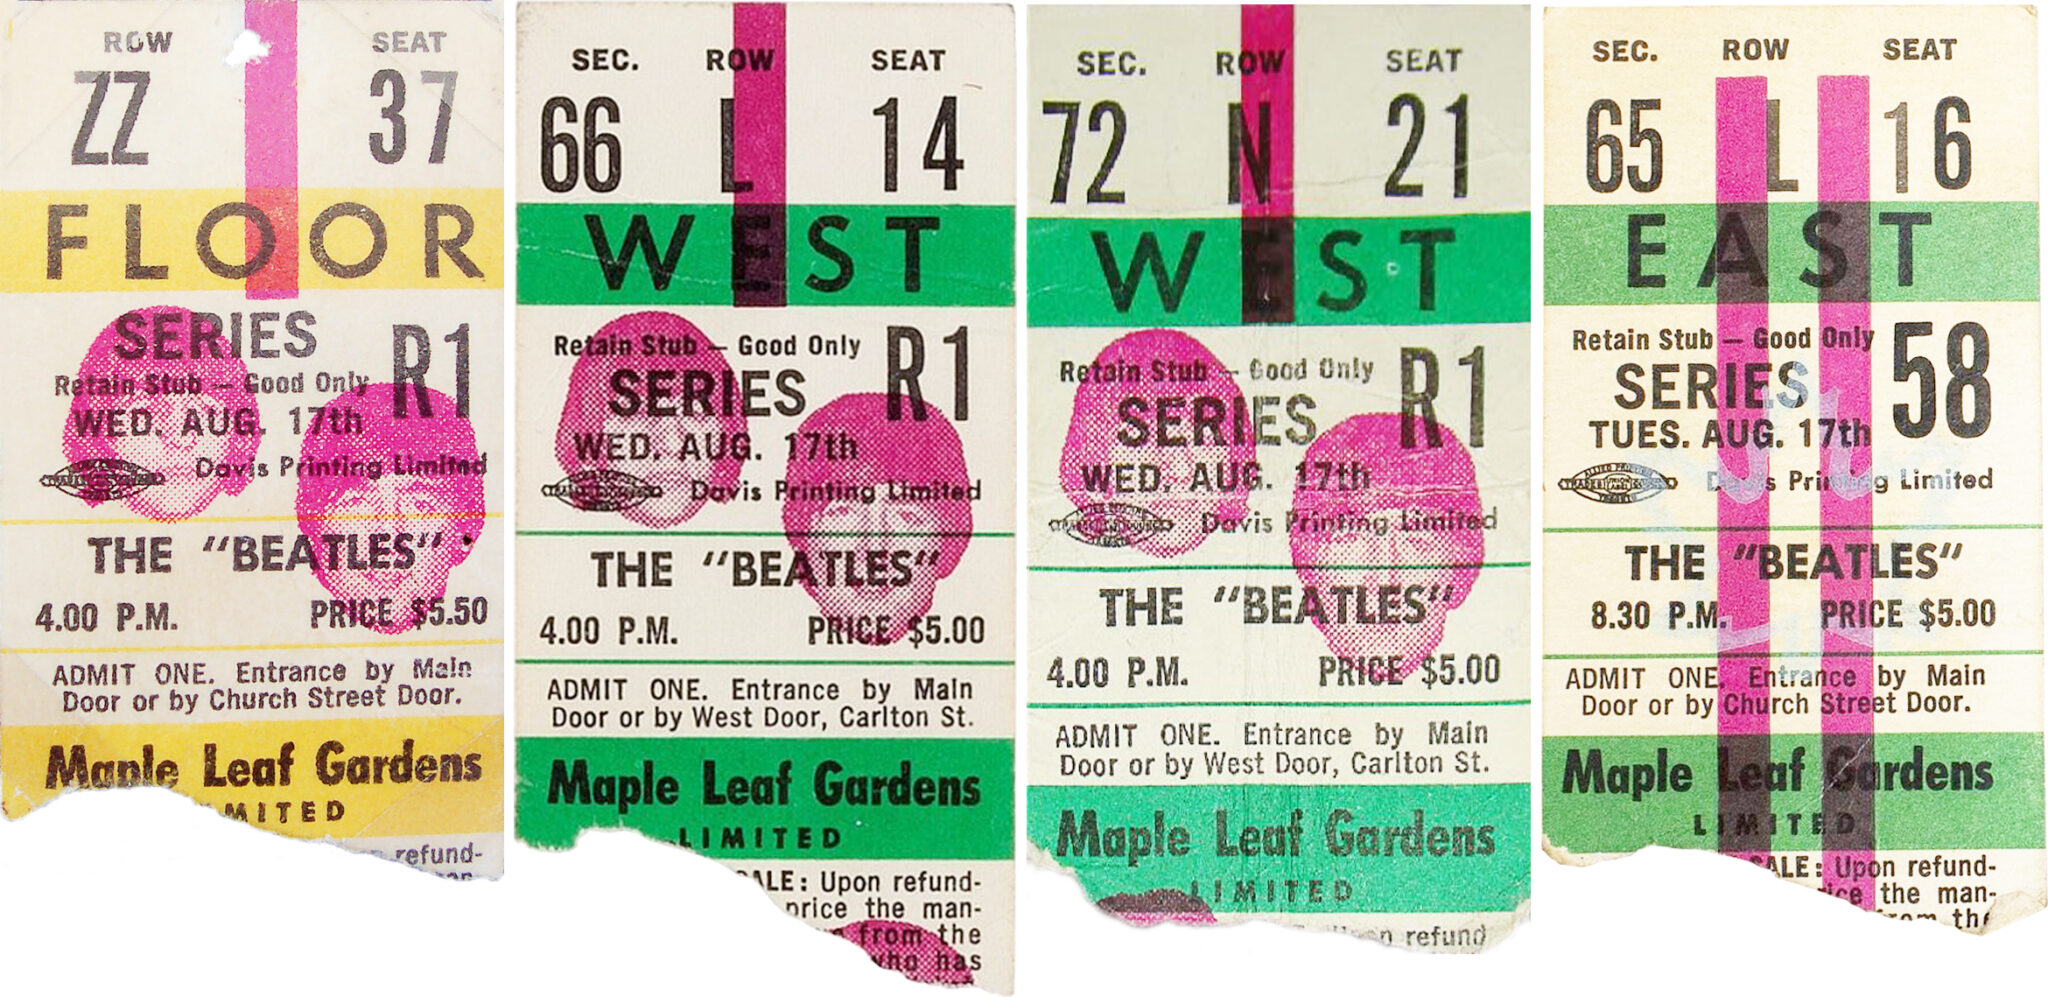 ROW SEAT
ZZ 37
FLOOR
SERIES R1
Retain Stub – Good Only
WED. AUG. 17th
Davis Printing Limited
THE "BEATLES"
4.00 P.M. PRICE $5.50
ADMIT ONE. Entrance by Main
Door or by Church Street Door.
Maple Leaf Gardens
LIMITED
refund-
SEC. ROW SEAT
66 L 14
WEST
Retain Stub – Good Only R1
SERIES
WED. AUG. 17th
Davis Printing Limited
THE "BEATLES"
4.00 P.M. PRICE $5.00
ADMIT ONE. Entrance by Main
Door or by West Door, Carlton St.
Maple Leaf Gardens
LIMITED
ALE: Upon refund-
price the man-
from the
who has
SEC. ROW SEAT
72 N 21
WEST
Retain Stub – Good Only R1
SERIES
WED. AUG. 17th
Davis Printing Limited
THE "BEATLES"
4.00 P.M. PRICE $5.00
ADMIT ONE. Entrance by Main
Door or by West Door, Carlton St.
Maple Leaf Gardens
LIMITED
refund
SEC. ROW SEAT
65 L 16
EAST
Retain Stub – Good Only 58
SERIES
TUES. AUG. 17th
Davis Printing Limited
THE "BEATLES"
8.30 P.M. PRICE $5.00
ADMIT ONE. Entrance by Main
Door or by Church Street Door.
Maple Leaf Gardens
LIMITED
ALE: Upon refund-
rice the man-
from the